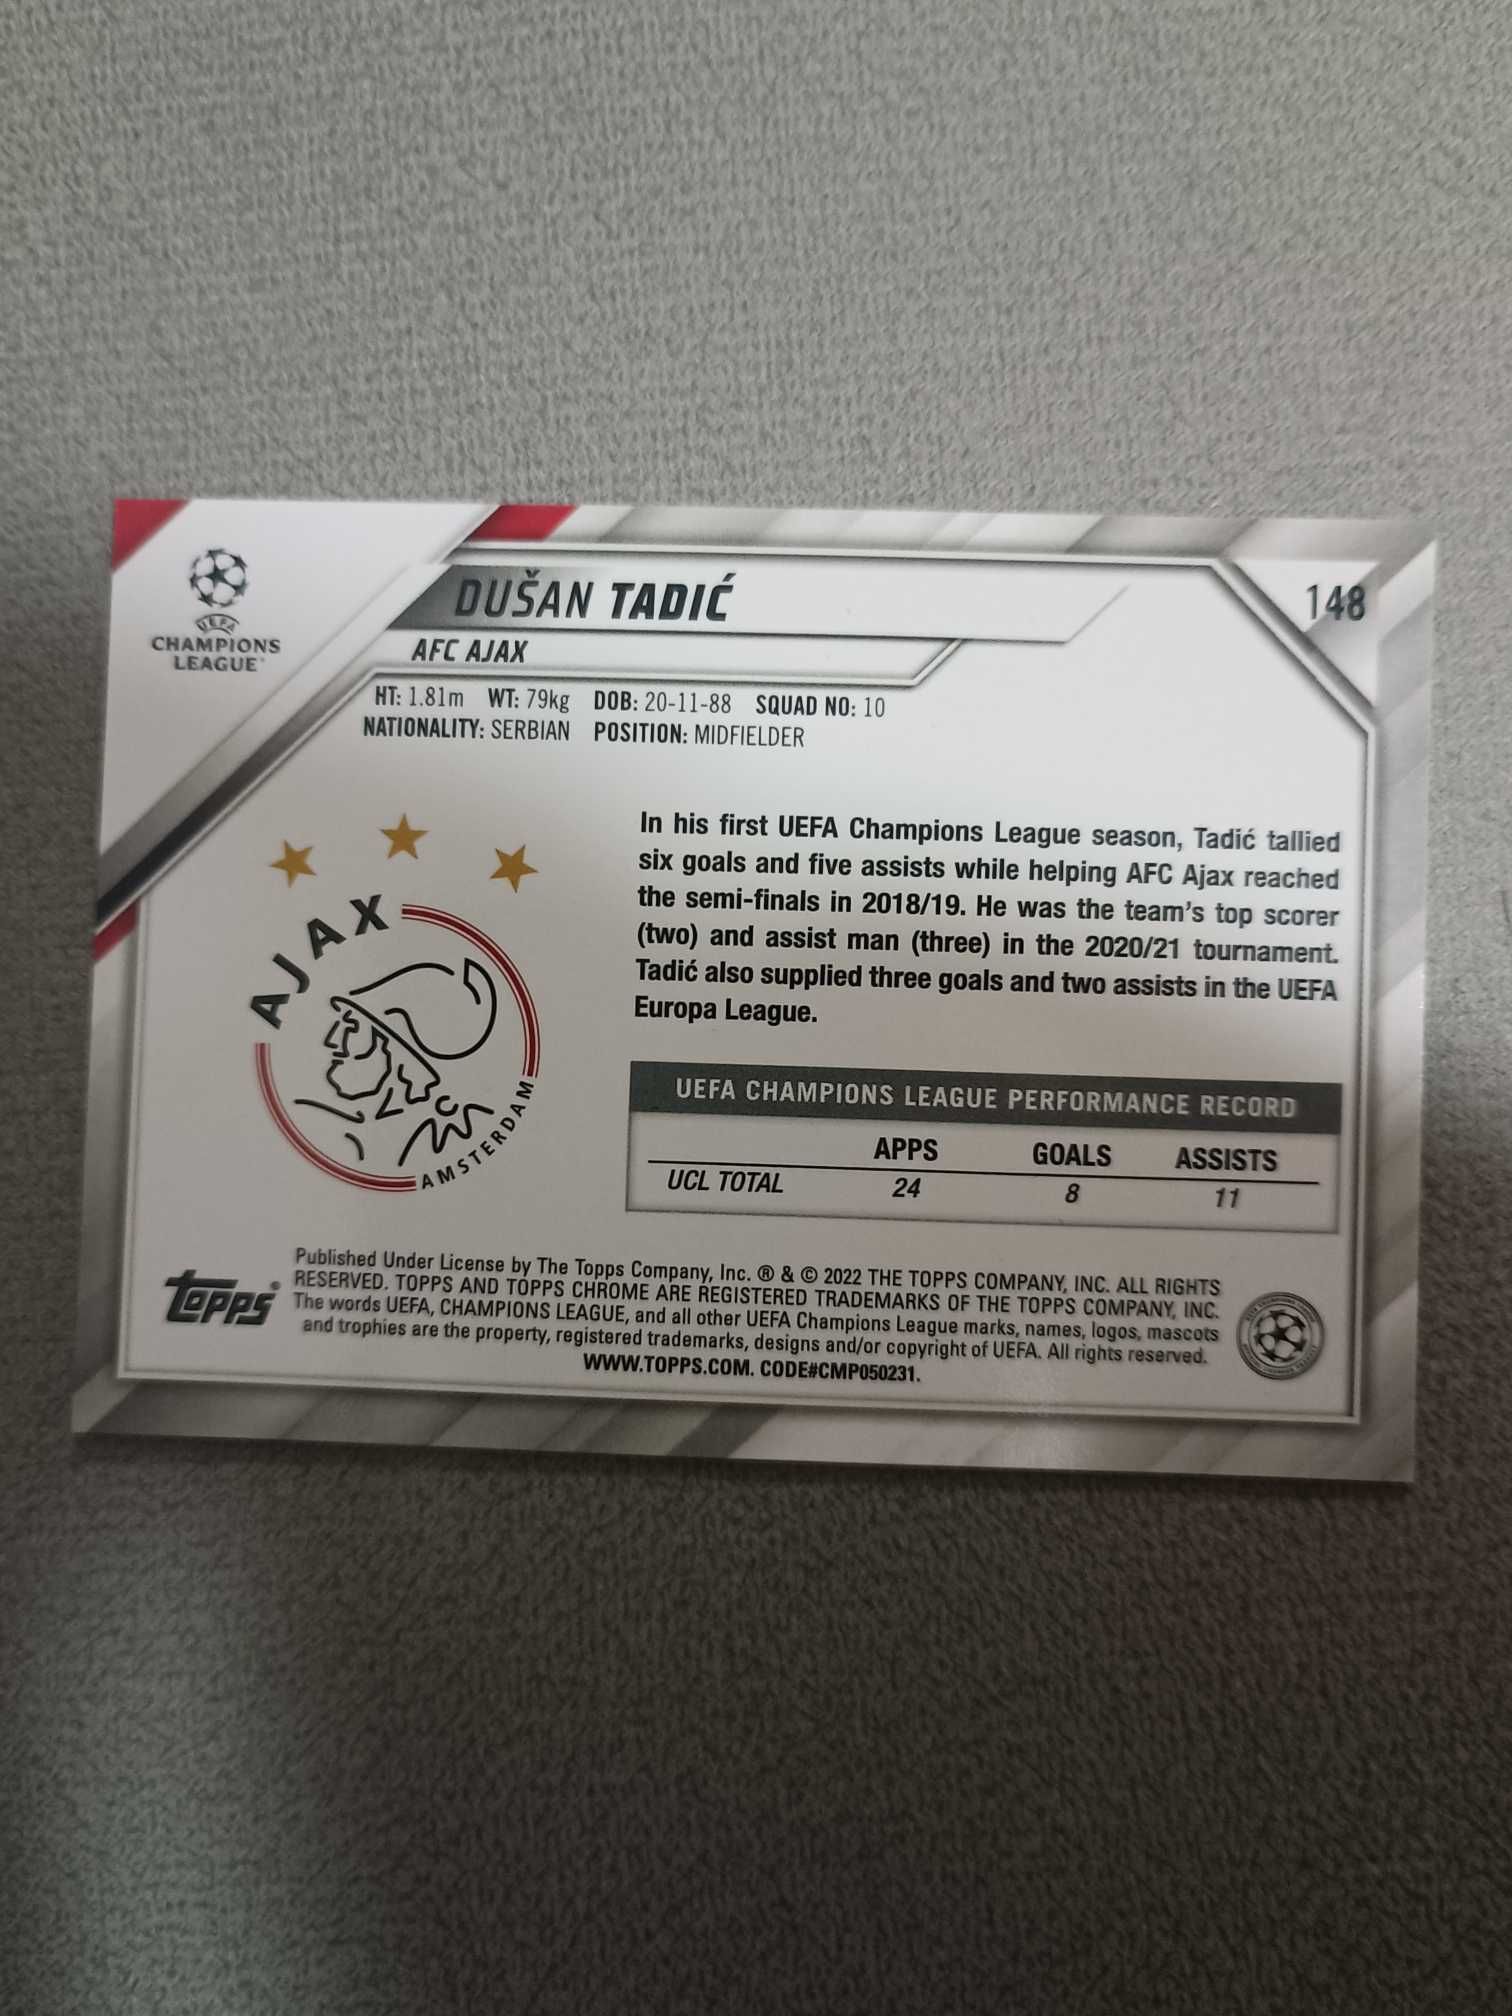 UEFA
CHAMPIONS
LEAGUE
DUŠAN TADIĆ
148
AFC AJAX
HT: 1.81m WT: 79kg DOB: 20-11-88 SQUAD NO: 10
NATIONALITY: SERBIAN POSITION: MIDFIELDER
AJAX
AMSTERDAM
In his first UEFA Champions League season, Tadić tallied
six goals and five assists while helping AFC Ajax reached
the semi-finals in 2018/19. He was the team's top scorer
(two) and assist man (three) in the 2020/21 tournament.
Tadić also supplied three goals and two assists in the UEFA
Europa League.
UEFA CHAMPIONS LEAGUE PERFORMANCE RECORD
APPS GOALS ASSISTS
UCL TOTAL 24 8 11
topps®
Published Under License by The Topps Company, Inc. ® & © 2022 THE TOPPS COMPANY, INC. ALL RIGHTS
RESERVED. TOPPS AND TOPPS CHROME ARE REGISTERED TRADEMARKS OF THE TOPPS COMPANY, INC.
The words UEFA, CHAMPIONS LEAGUE, and all other UEFA Champions League marks, names, logos, mascots
and trophies are the property, registered trademarks, designs and/or copyright of UEFA. All rights reserved.
WWW.TOPPS.COM. CODE#CMP050231.